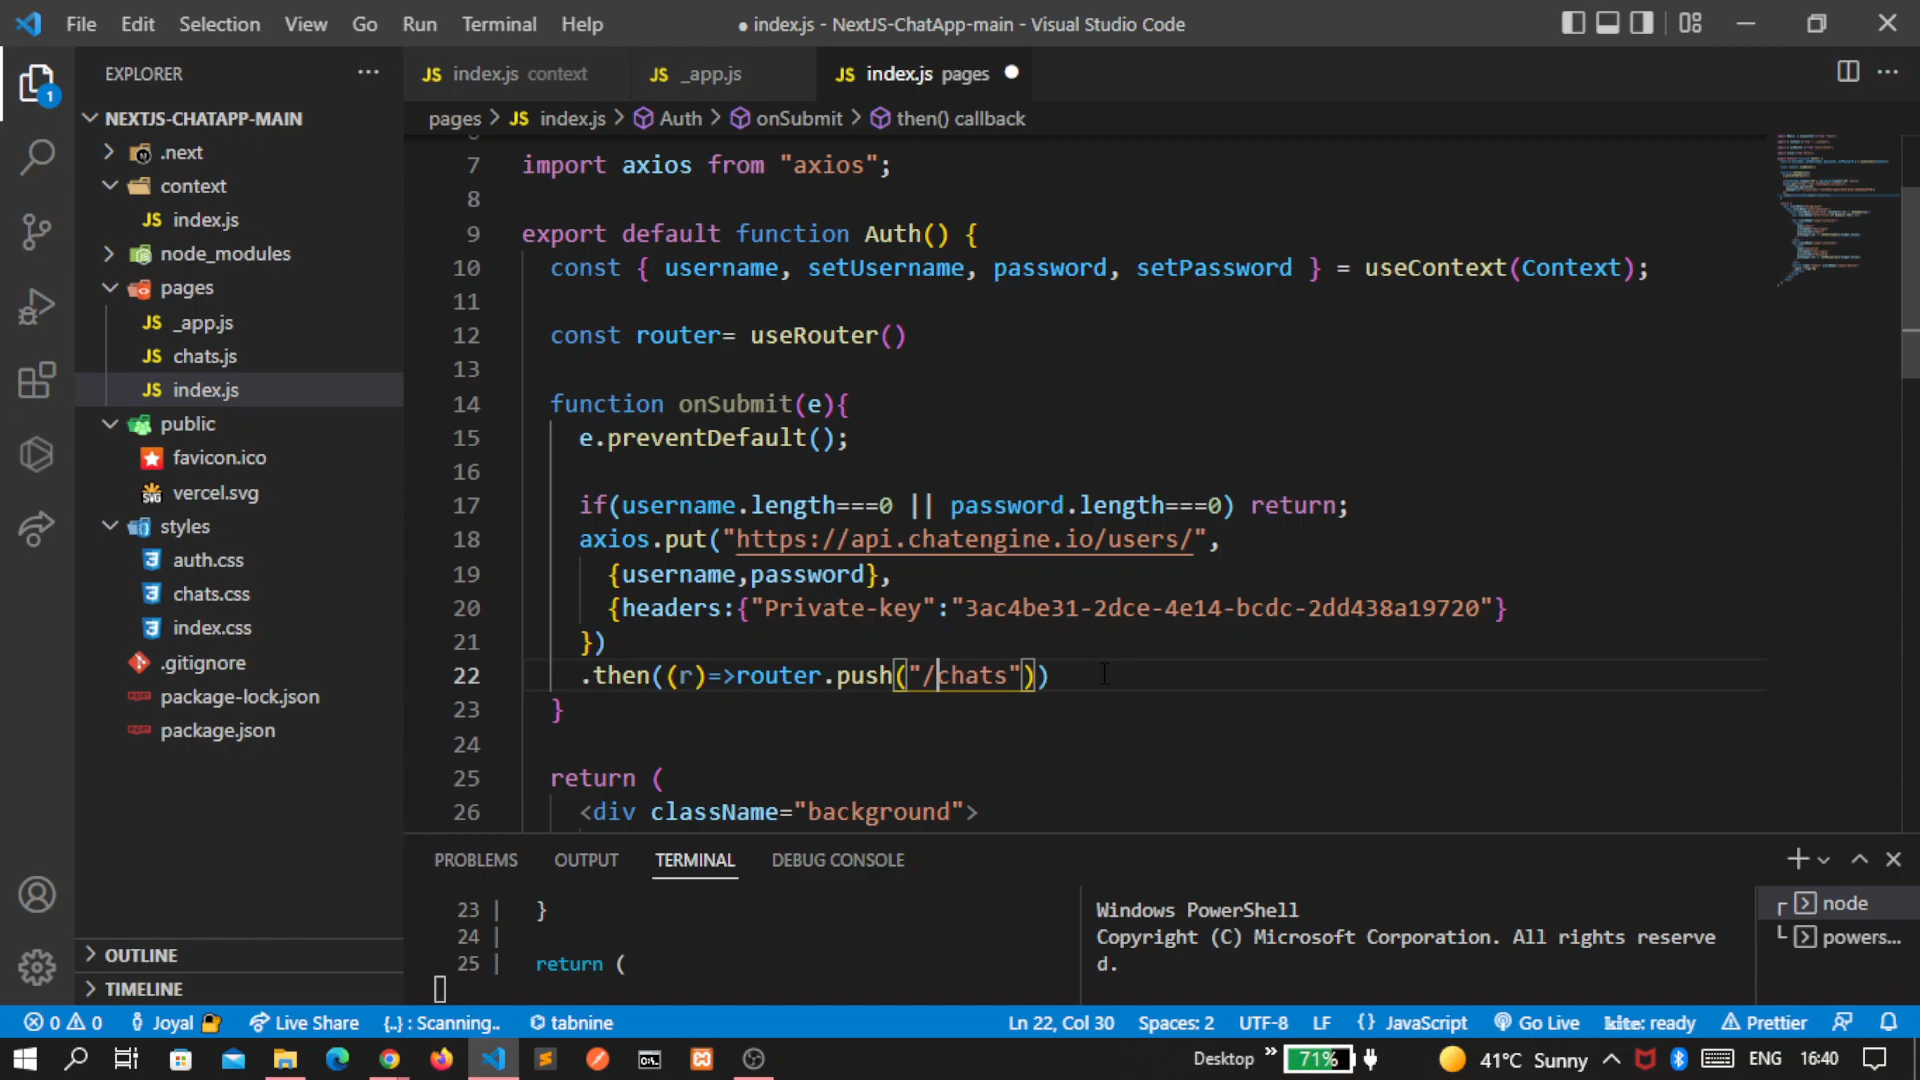 File Edit Selection View Go Run Terminal Help
● index.js - NextJS-ChatApp-main - Visual Studio Code
EXPLORER
JS index.js context
JS _app.js
JS index.js pages
pages > JS index.js > Auth > onSubmit > then() callback
1
NEXTJS-CHATAPP-MAIN
.next
context
JS index.js
node_modules
pages
JS _app.js
JS chats.js
JS index.js
public
favicon.ico
vercel.svg
styles
auth.css
chats.css
index.css
.gitignore
package-lock.json
package.json
OUTLINE
TIMELINE
7 import axios from "axios";
8
9 export default function Auth() {
10 const { username, setUsername, password, setPassword } = useContext(Context);
11
12 const router= useRouter()
13
14 function onSubmit(e){
15 e.preventDefault();
16
17 if(username.length===0 || password.length===0) return;
18 axios.put("https://api.chatengine.io/users/",
19 {username,password},
20 {headers:{"Private-key":"3ac4be31-2dce-4e14-bcdc-2dd438a19720"}
21 })
22 .then((r)=>router.push("/chats"))
23 }
24
25 return (
26 <div className="background">
PROBLEMS OUTPUT TERMINAL DEBUG CONSOLE
23 | }
24 |
25 | return (
Windows PowerShell
Copyright (C) Microsoft Corporation. All rights reserve
d.
node
powers...
0 0 Joyal Live Share {..} : Scanning.. tabnine
Ln 22, Col 30 Spaces: 2 UTF-8 LF {} JavaScript Go Live kite: ready Prettier
Desktop » 71% 41°C Sunny ENG 16:40